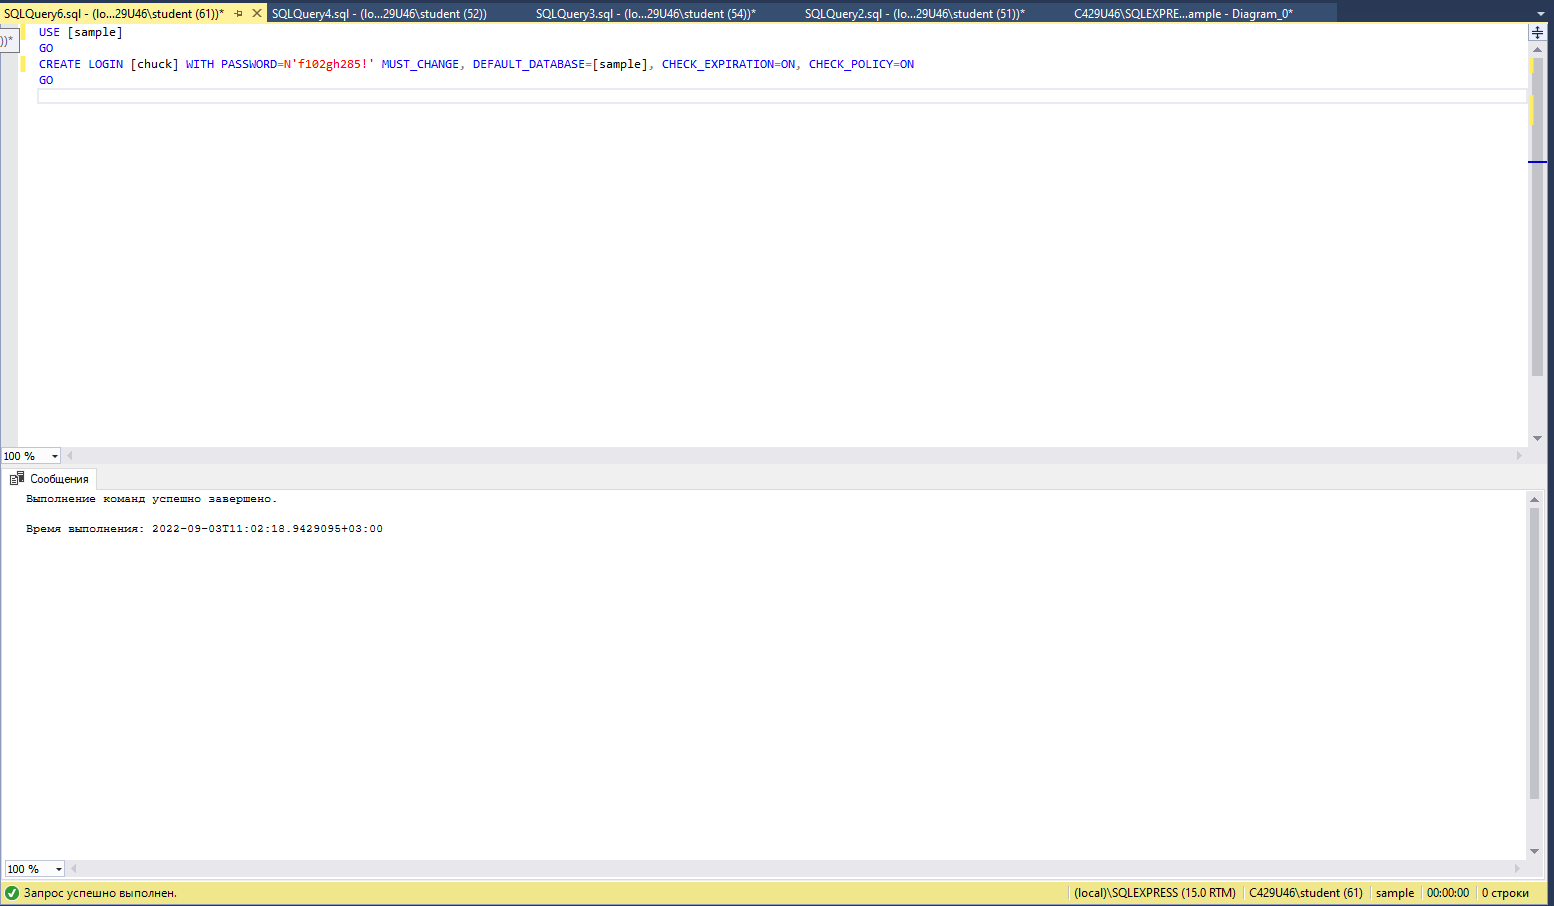 SQLQuery6.sql - (lo...29U46\student (61))* SQLQuery4.sql - (lo...29U46\student (52)) SQLQuery3.sql - (lo...29U46\student (54))* SQLQuery2.sql - (lo...29U46\student (51))* C429U46\SQLEXPRE...ample - Diagram_0*
))*
USE [sample]
GO
CREATE LOGIN [chuck] WITH PASSWORD=N'f102gh285!' MUST_CHANGE, DEFAULT_DATABASE=[sample], CHECK_EXPIRATION=ON, CHECK_POLICY=ON
GO
100 %
Сообщения
Выполнение команд успешно завершено.
Время выполнения: 2022-09-03T11:02:18.9429095+03:00
100 %
Запрос успешно выполнен. (local)\SQLEXPRESS (15.0 RTM) C429U46\student (61) sample 00:00:00 0 строки